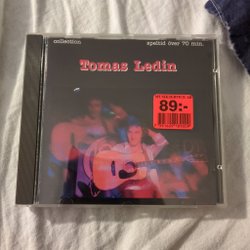 collection
speltid över 70 min.
Tomas Ledin
89:-